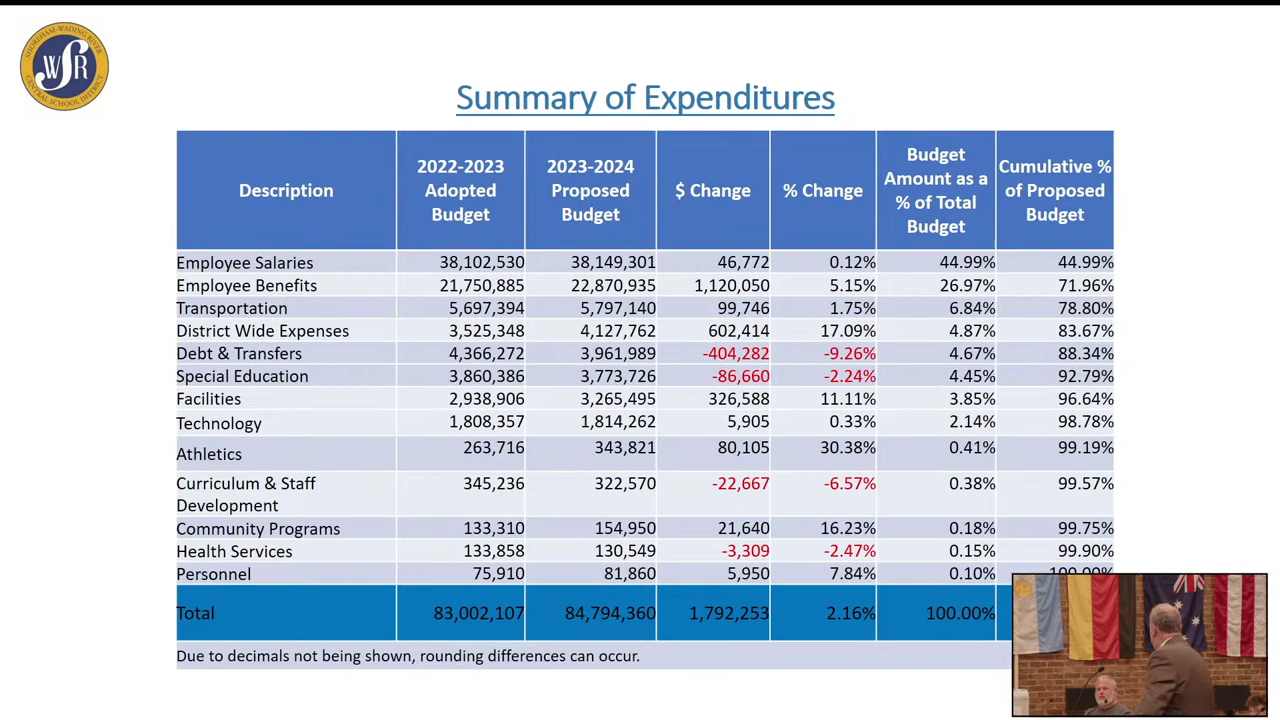 SHOREHAM-WADING RIVER
WSR
CENTRAL SCHOOL DISTRICT
Summary of Expenditures
Description 2022-2023 Adopted Budget 2023-2024 Proposed Budget $ Change % Change Budget Amount as a % of Total Budget Cumulative % of Proposed Budget
Employee Salaries 38,102,530 38,149,301 46,772 0.12% 44.99% 44.99%
Employee Benefits 21,750,885 22,870,935 1,120,050 5.15% 26.97% 71.96%
Transportation 5,697,394 5,797,140 99,746 1.75% 6.84% 78.80%
District Wide Expenses 3,525,348 4,127,762 602,414 17.09% 4.87% 83.67%
Debt & Transfers 4,366,272 3,961,989 -404,282 -9.26% 4.67% 88.34%
Special Education 3,860,386 3,773,726 -86,660 -2.24% 4.45% 92.79%
Facilities 2,938,906 3,265,495 326,588 11.11% 3.85% 96.64%
Technology 1,808,357 1,814,262 5,905 0.33% 2.14% 98.78%
Athletics 263,716 343,821 80,105 30.38% 0.41% 99.19%
Curriculum & Staff Development 345,236 322,570 -22,667 -6.57% 0.38% 99.57%
Community Programs 133,310 154,950 21,640 16.23% 0.18% 99.75%
Health Services 133,858 130,549 -3,309 -2.47% 0.15% 99.90%
Personnel 75,910 81,860 5,950 7.84% 0.10%
Total 83,002,107 84,794,360 1,792,253 2.16% 100.00%
Due to decimals not being shown, rounding differences can occur.